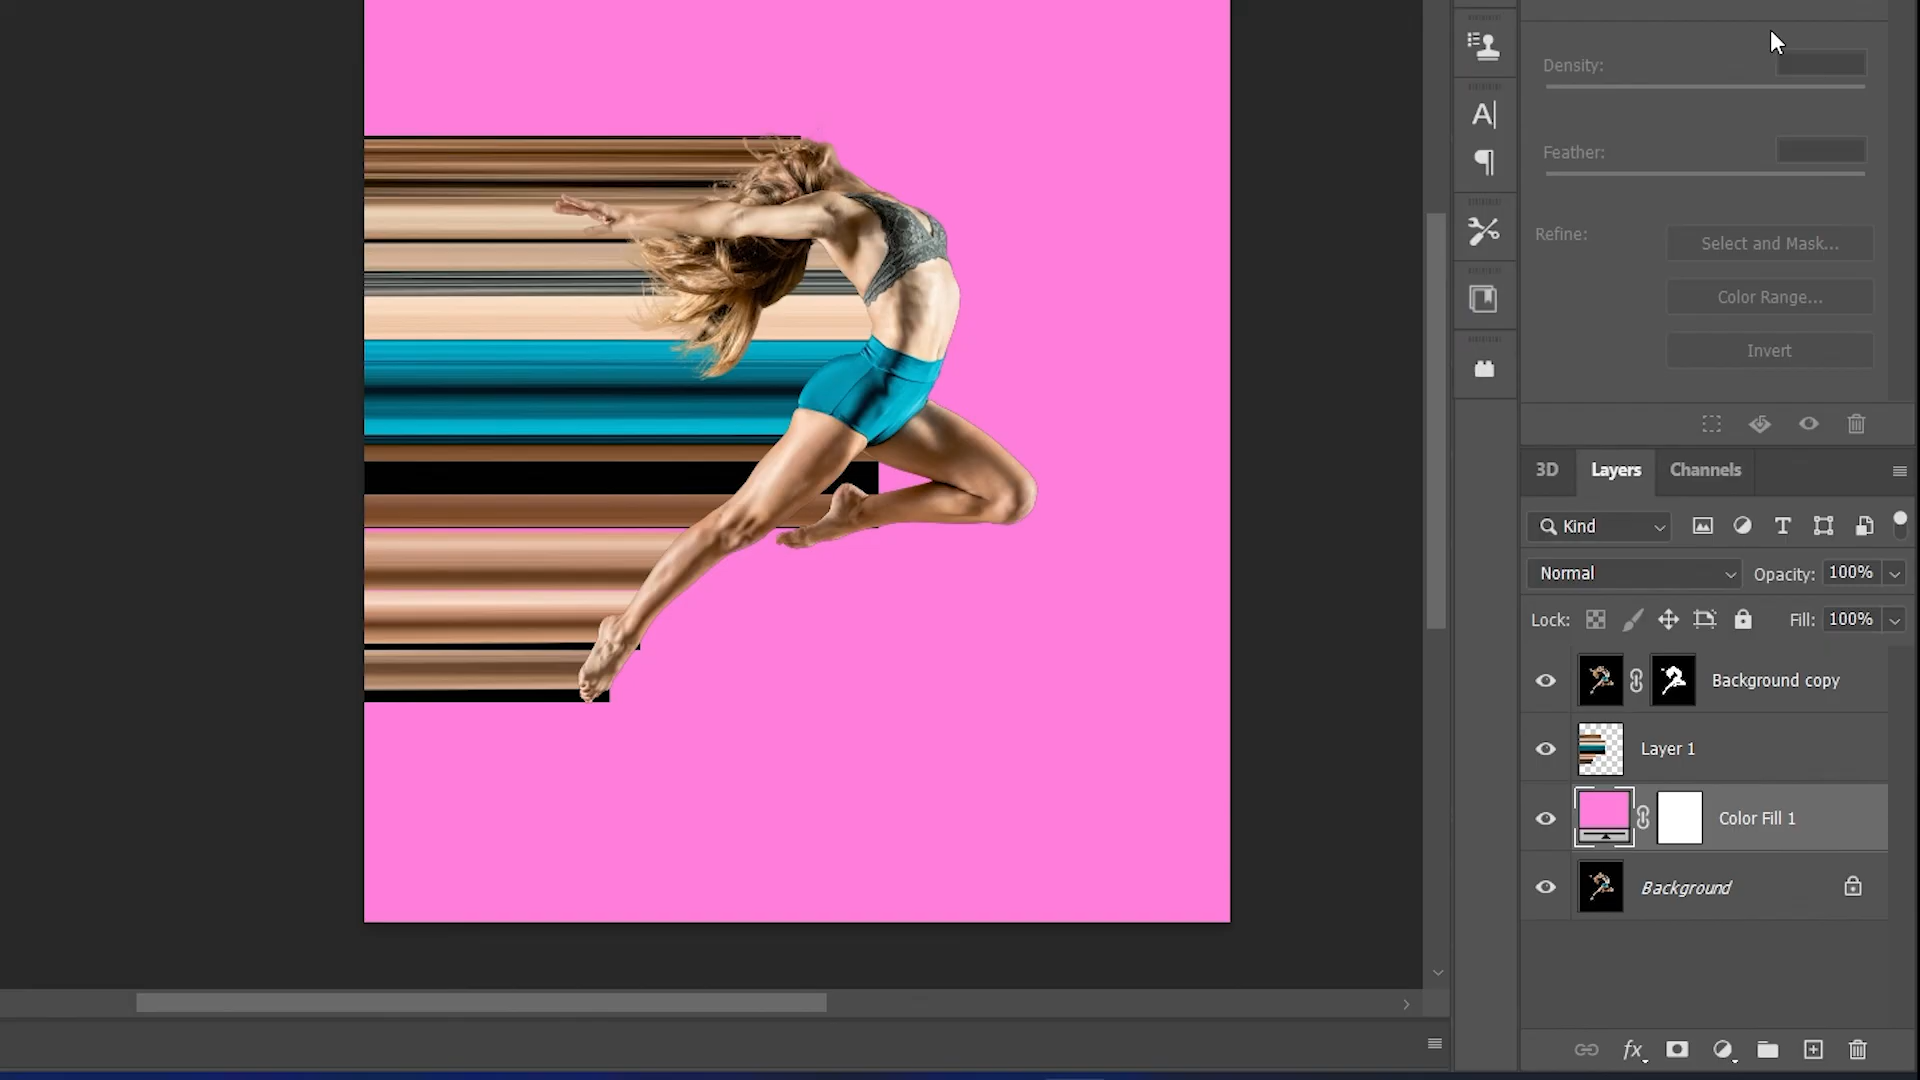 Density:
Feather:
Refine:
Select and Mask...
Color Range...
Invert
3D Layers Channels
Kind
Normal Opacity: 100%
Lock: Fill: 100%
Background copy
Layer 1
Color Fill 1
Background
fx